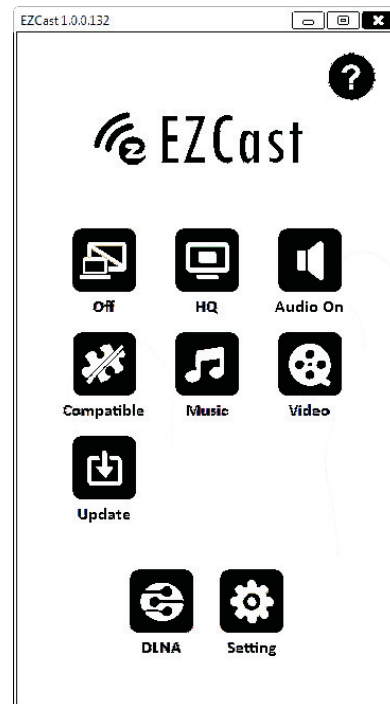 EZCast 1.0.0.132
?
EZCast
Off HQ Audio On
Compatible Music Video
Update
DLNA Setting